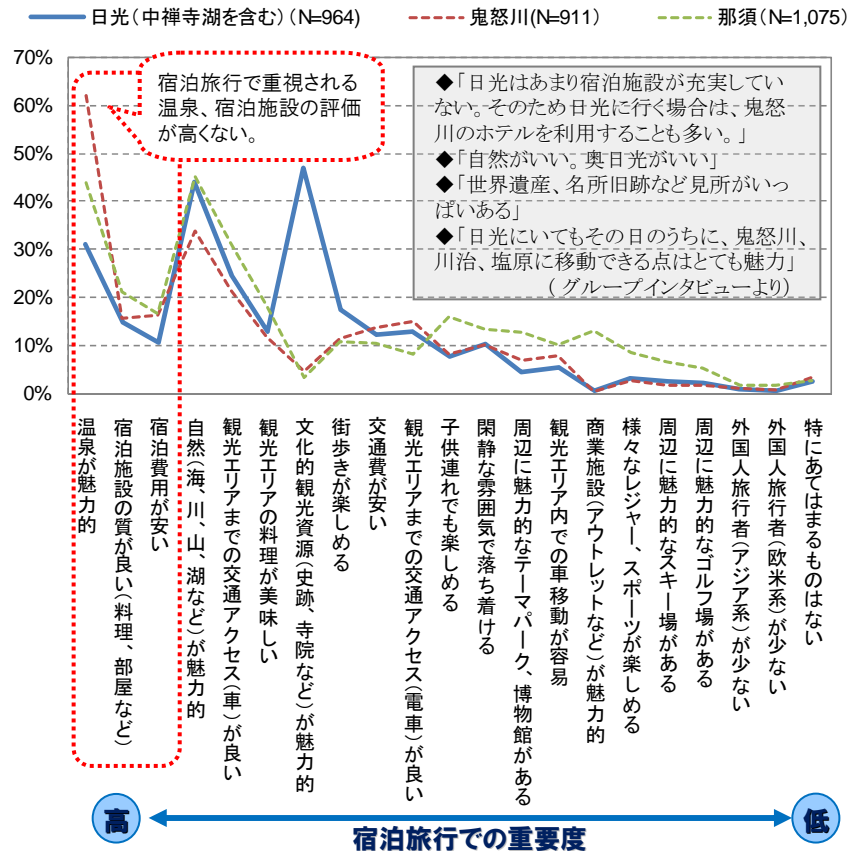 日光(中禅寺湖を含む)(N=964)
鬼怒川(N=911)
那須(N=1,075)
70%
60%
50%
40%
30%
20%
10%
0%
宿泊旅行で重視される
温泉、宿泊施設の評価
が高くない。
◆「日光はあまり宿泊施設が充実してい
ない。そのため日光に行く場合は、鬼怒
川のホテルを利用することも多い。」
◆「自然がいい。奥日光がいい」
◆「世界遺産、名所旧跡など見所がいっ
ぱいある」
◆「日光にいてもその日のうちに、鬼怒川、
川治、塩原に移動できる点はとても魅力」
(グループインタビューより)
温泉が魅力的
宿泊施設の質が良い(料理、部屋など)
宿泊費用が安い
自然(海、川、山、湖など)が魅力的
観光エリアまでの交通アクセス(車)が良い
観光エリアの料理が美味しい
文化的観光資源(史跡、寺院など)が魅力的
街歩きが楽しめる
交通費が安い
観光エリアまでの交通アクセス(電車)が良い
子供連れでも楽しめる
閑静な雰囲気で落ち着ける
周辺に魅力的なテーマパーク、博物館がある
観光エリア内での車移動が容易
商業施設(アウトレットなど)が魅力的
様々なレジャー、スポーツが楽しめる
周辺に魅力的なスキー場がある
周辺に魅力的なゴルフ場がある
外国人旅行者(アジア系)が少ない
外国人旅行者(欧米系)が少ない
特にあてはまるものはない
高
低
宿泊旅行での重要度